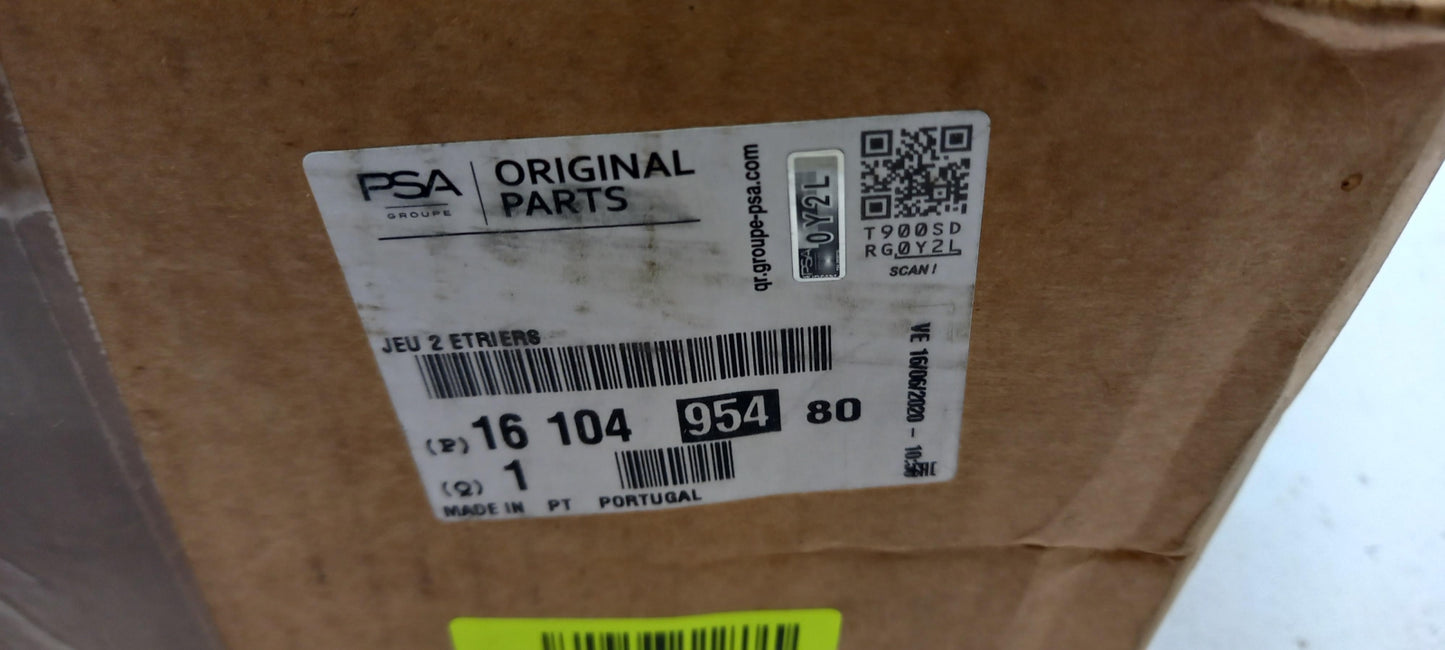 PSA
GROUPE
ORIGINAL
PARTS
qr.groupe-psa.com
0Y2L
PSA
T900SD
RG0Y2L
SCAN!
JEU 2 ETRIERS
(P) 16 104 954 80
(Q) 1
MADE IN PT PORTUGAL
VE 16/06/2020 -